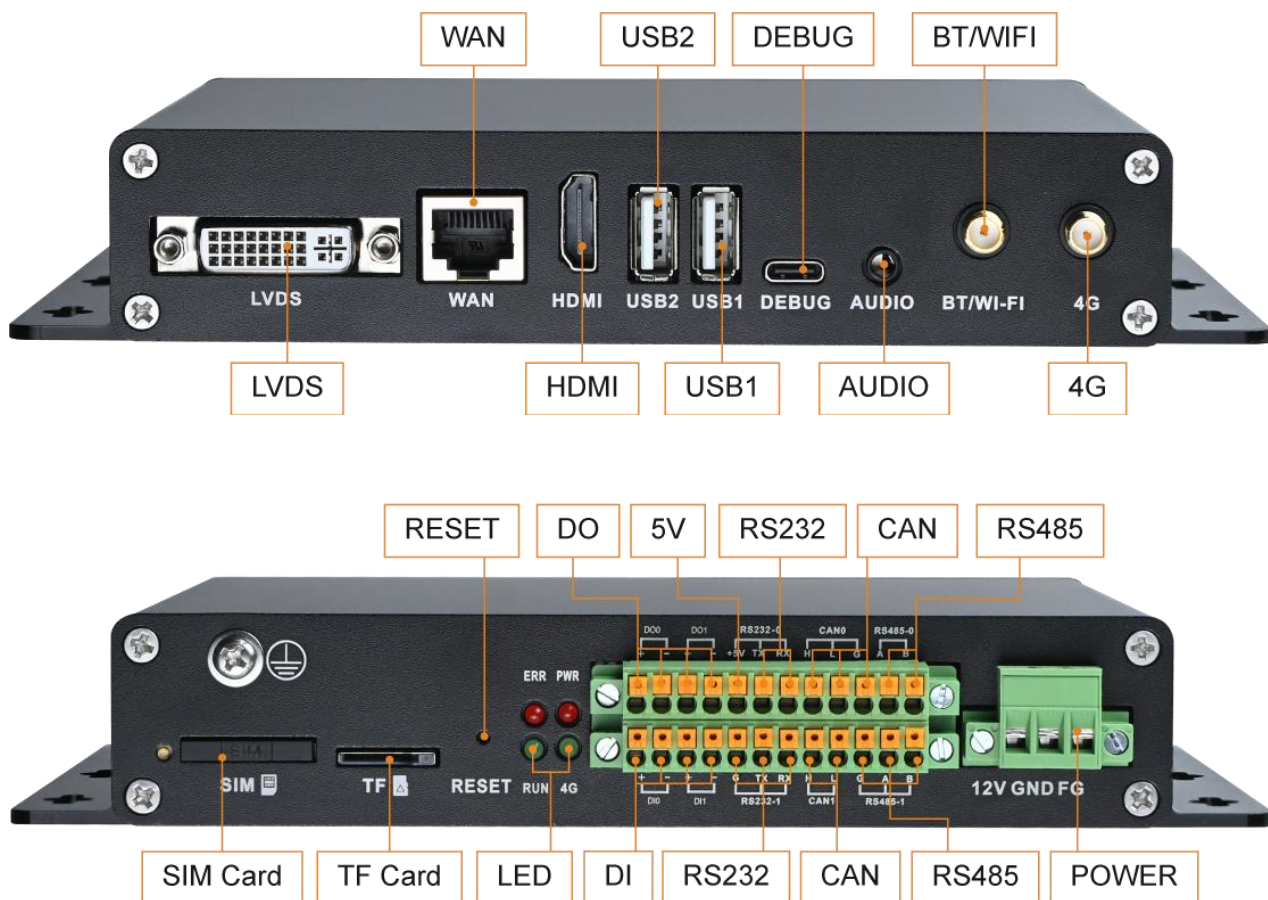 WAN USB2 DEBUG BT/WIFI
LVDS WAN HDMI USB2 USB1 DEBUG AUDIO BT/WI-FI 4G
LVDS HDMI USB1 AUDIO 4G
RESET DO 5V RS232 CAN RS485
DO0 DO1 RS232-0 CAN0 RS485-0
+ - + - +5V TX RX H L G A B
ERR PWR
SIM
SIM TF RESET RUN 4G 12V GND FG
+ - + - G TX RX H L G A B
DI0 DI1 RS232-1 CAN1 RS485-1
SIM Card TF Card LED DI RS232 CAN RS485 POWER